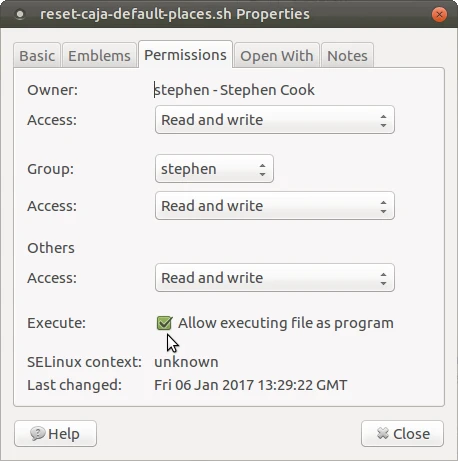 reset-caja-default-places.sh Properties
Basic Emblems Permissions Open With Notes
Owner: stephen - Stephen Cook
Access: Read and write
Group: stephen
Access: Read and write
Others
Access: Read and write
Execute: Allow executing file as program
SELinux context: unknown
Last changed: Fri 06 Jan 2017 13:29:22 GMT
Help Close